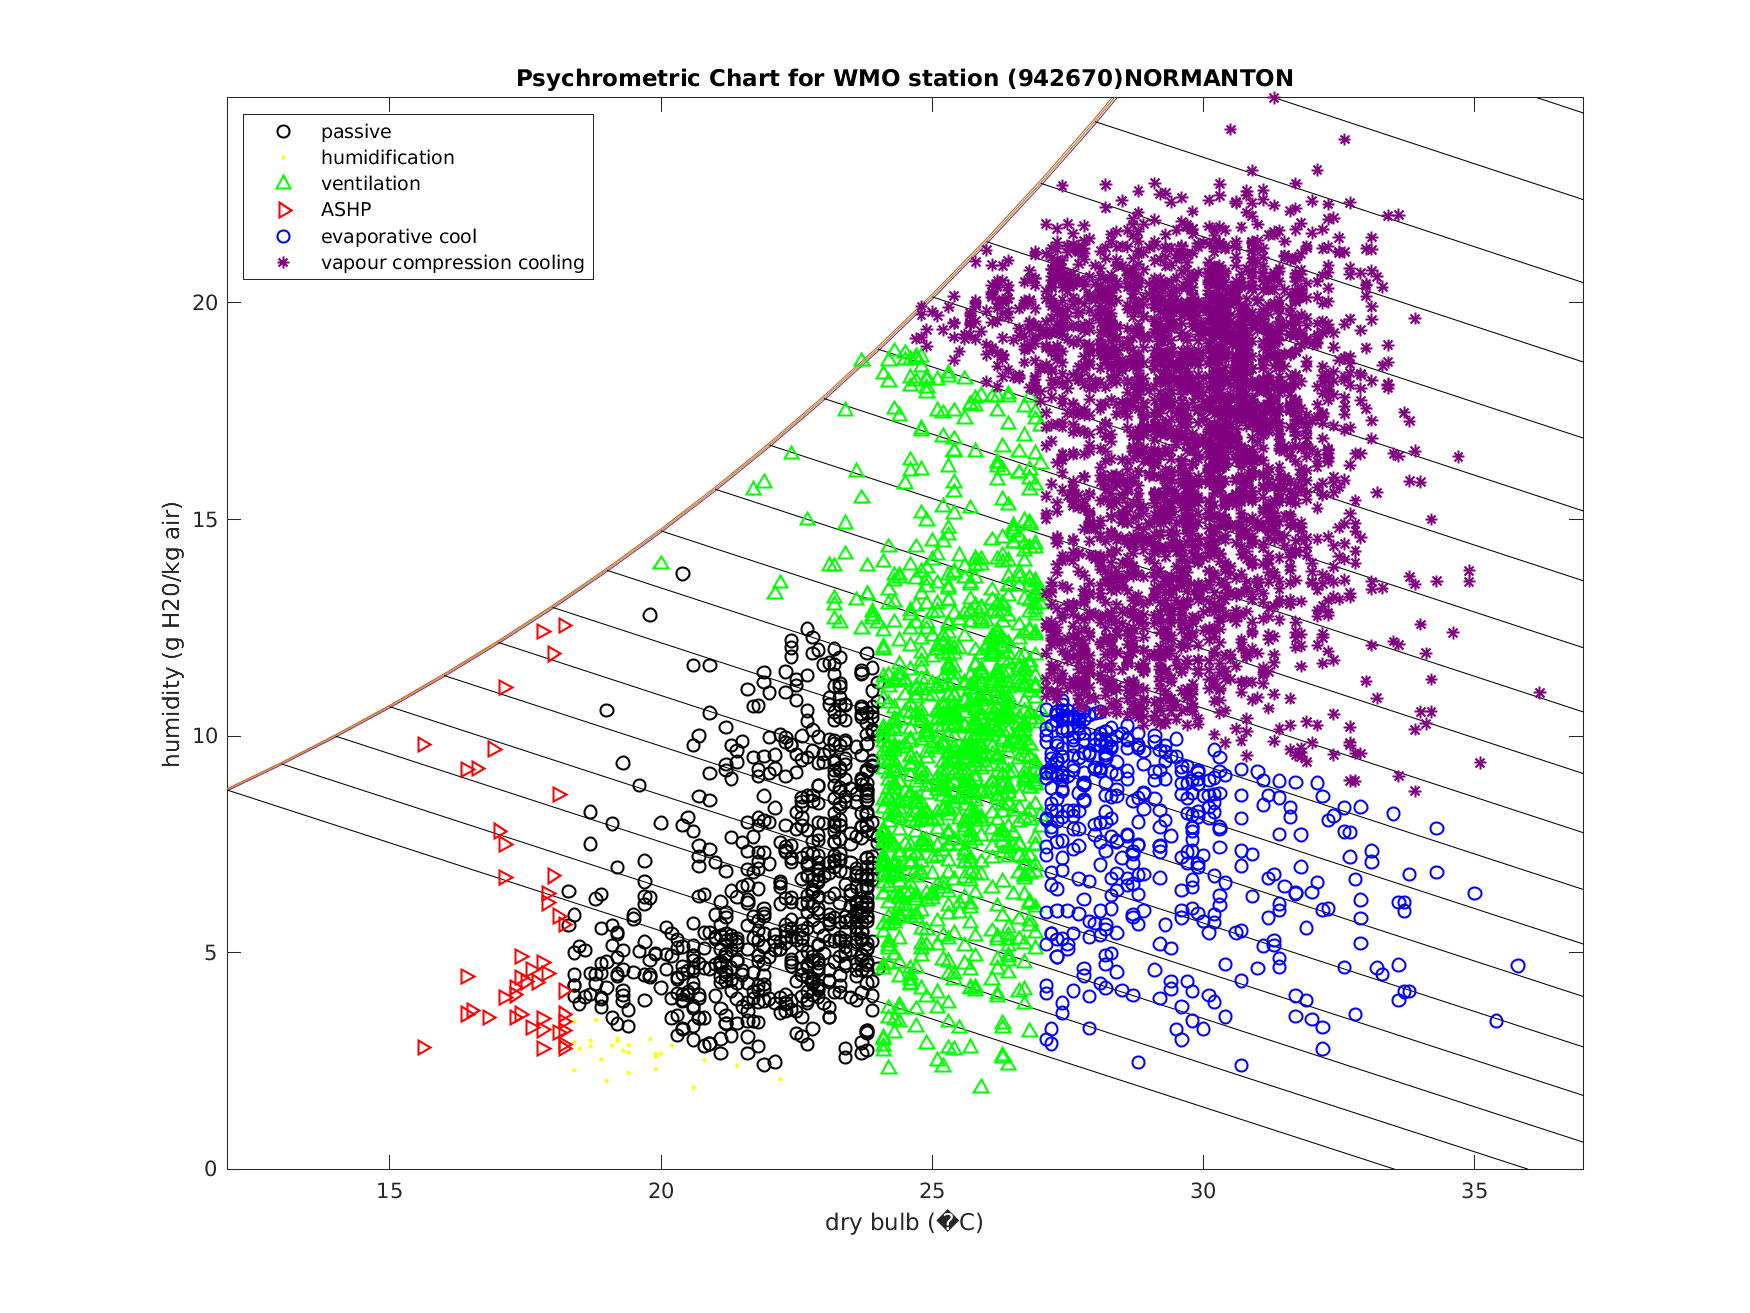 Psychrometric Chart for WMO station (942670)NORMANTON
passive
humidification
ventilation
ASHP
evaporative cool
vapour compression cooling
humidity (g H20/kg air)
20
15
10
5
0
15 20 25 30 35
dry bulb (�C)